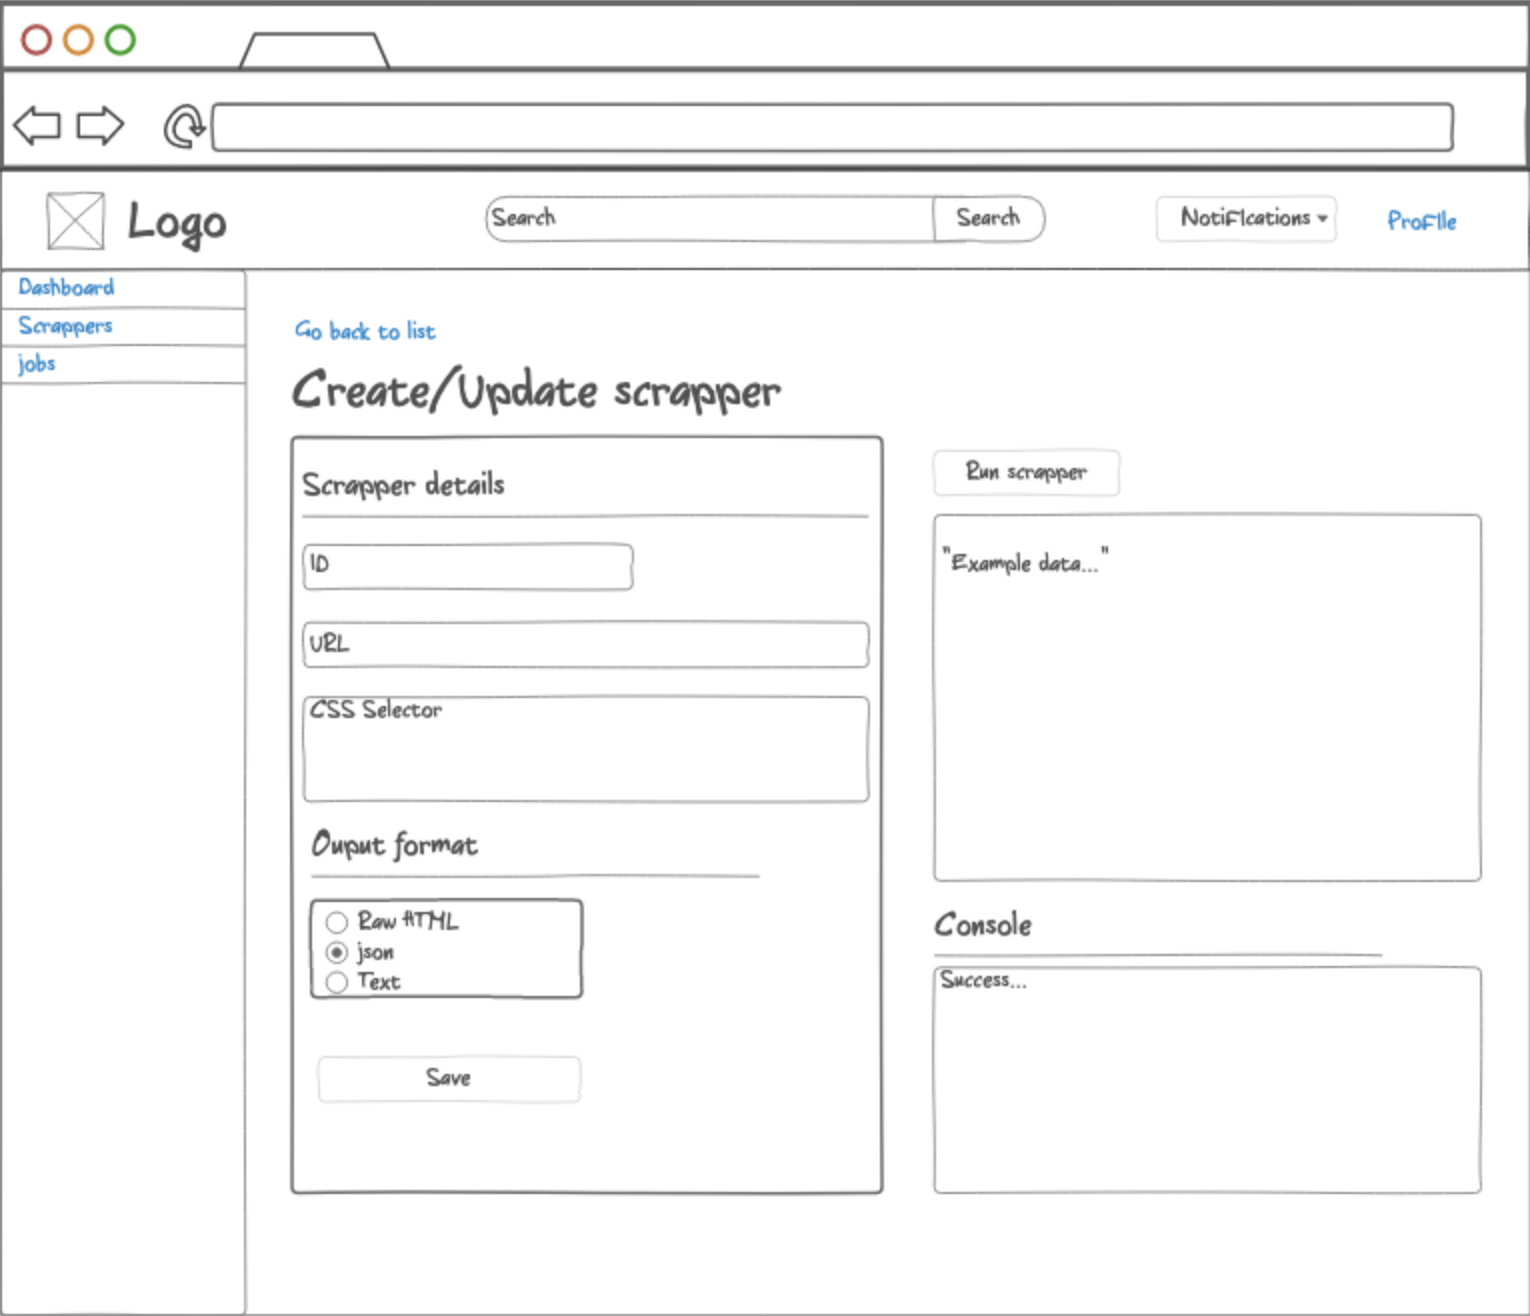 Logo
Search
Search
Notifications
Profile
Dashboard
Scrappers
jobs
Go back to list
Create/Update scrapper
Scrapper details
ID
URL
CSS Selector
Ouput format
Raw HTML
json
Text
Save
Run scrapper
"Example data..."
Console
Success...